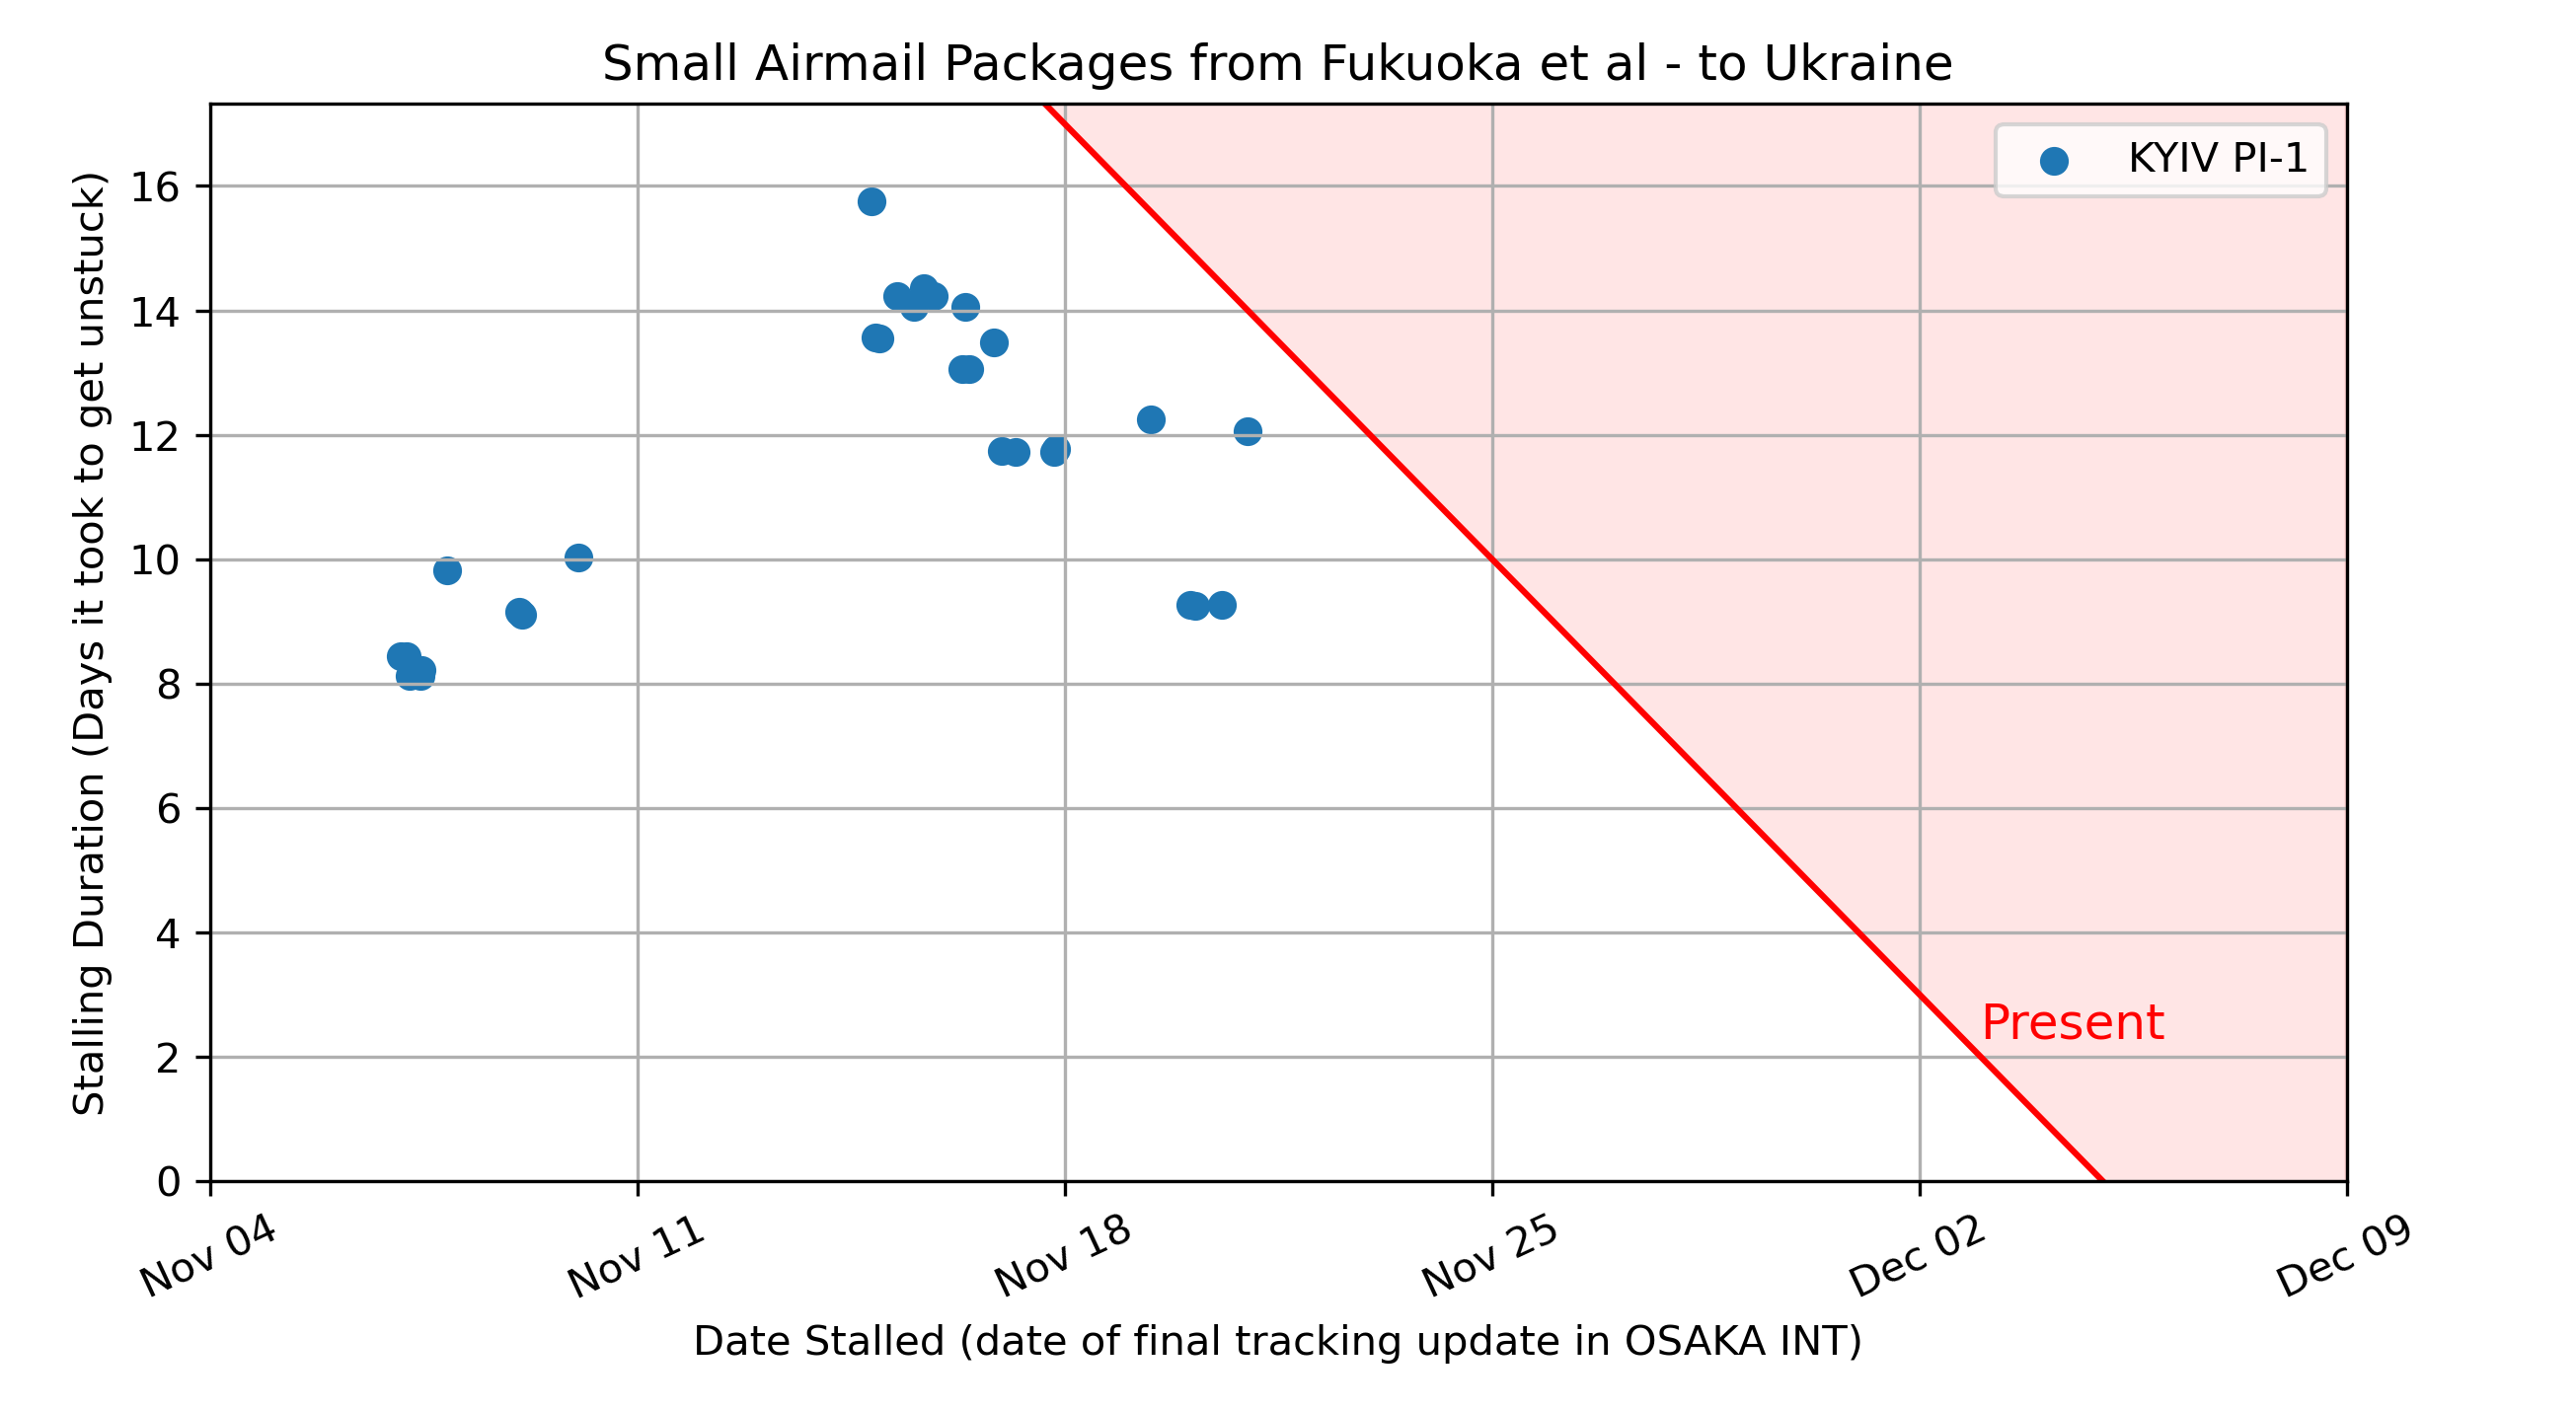 Small Airmail Packages from Fukuoka et al - to Ukraine
KYIV PI-1
Stalling Duration (Days it took to get unstuck)
16
14
12
10
8
6
4
2
0
Present
Nov 04
Nov 11
Nov 18
Nov 25
Dec 02
Dec 09
Date Stalled (date of final tracking update in OSAKA INT)